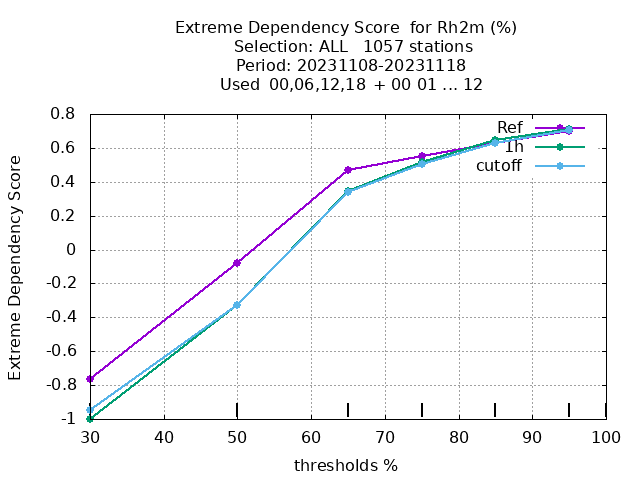 Extreme Dependency Score  for Rh2m (%)
Selection: ALL   1057 stations
Period: 20231108-20231118
Used  00,06,12,18  + 00 01 ... 12
Extreme Dependency Score
0.8
0.6
0.4
0.2
0
-0.2
-0.4
-0.6
-0.8
-1
Ref
1h
cutoff
30 40 50 60 70 80 90 100
thresholds %